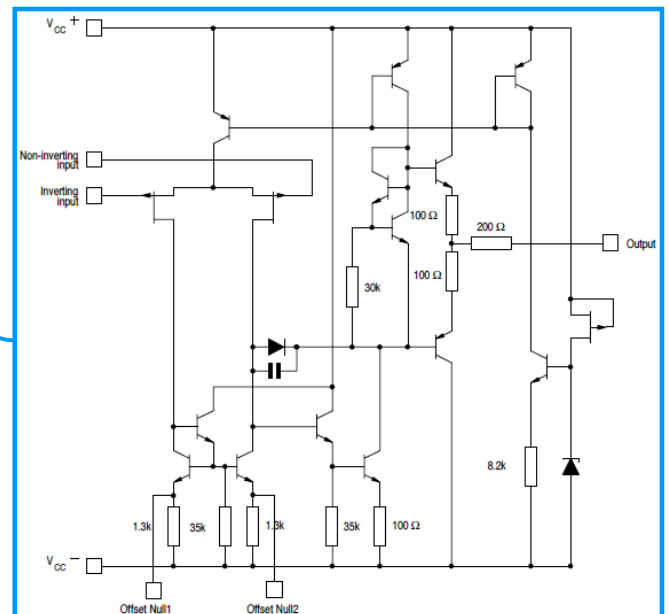 VCC +
Non-inverting
input
Inverting
input
100 Ω
200 Ω
Output
100 Ω
30k
8.2k
1.3k
35k
1.3k
35k
100 Ω
VCC −
Offset Null1
Offset Null2